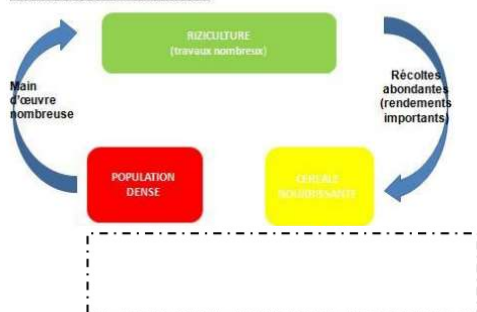 RIZICULTURE
(travaux nombreux)
Main
d'œuvre
nombreuse
Récoltes
abondantes
(rendements
importants)
POPULATION
DENSE
CEREALE
NOURRISSANTE